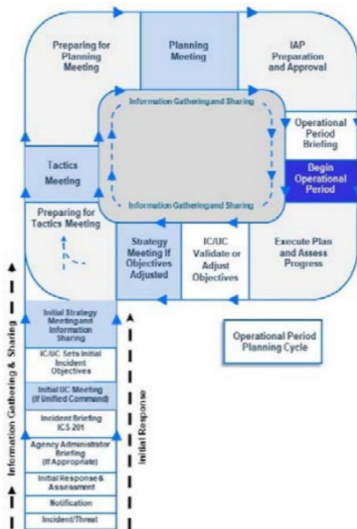 Preparing for
Planning Meeting
Planning
Meeting
IAP
Preparation
and Approval
Information Gathering and Sharing
Operational
Period
Briefing
Begin
Operational
Period
Tactics
Meeting
Information Gathering and Sharing
Preparing for
Tactics Meeting
Strategy
Meeting If
Objectives
Adjusted
IC/UC
Validate or
Adjust
Objectives
Execute Plan
and Assess
Progress
Initial Strategy
Meeting and
Information
Sharing
IC/UC Sets Initial
Incident
Objectives
Initial UC Meeting
(If Unified Command)
Incident Briefing
ICS 201
Agency Administrator
Briefing
(If Appropriate)
Initial Response &
Assessment
Notification
Incident/Threat
Information Gathering & Sharing
Initial Response
Operational Period
Planning Cycle